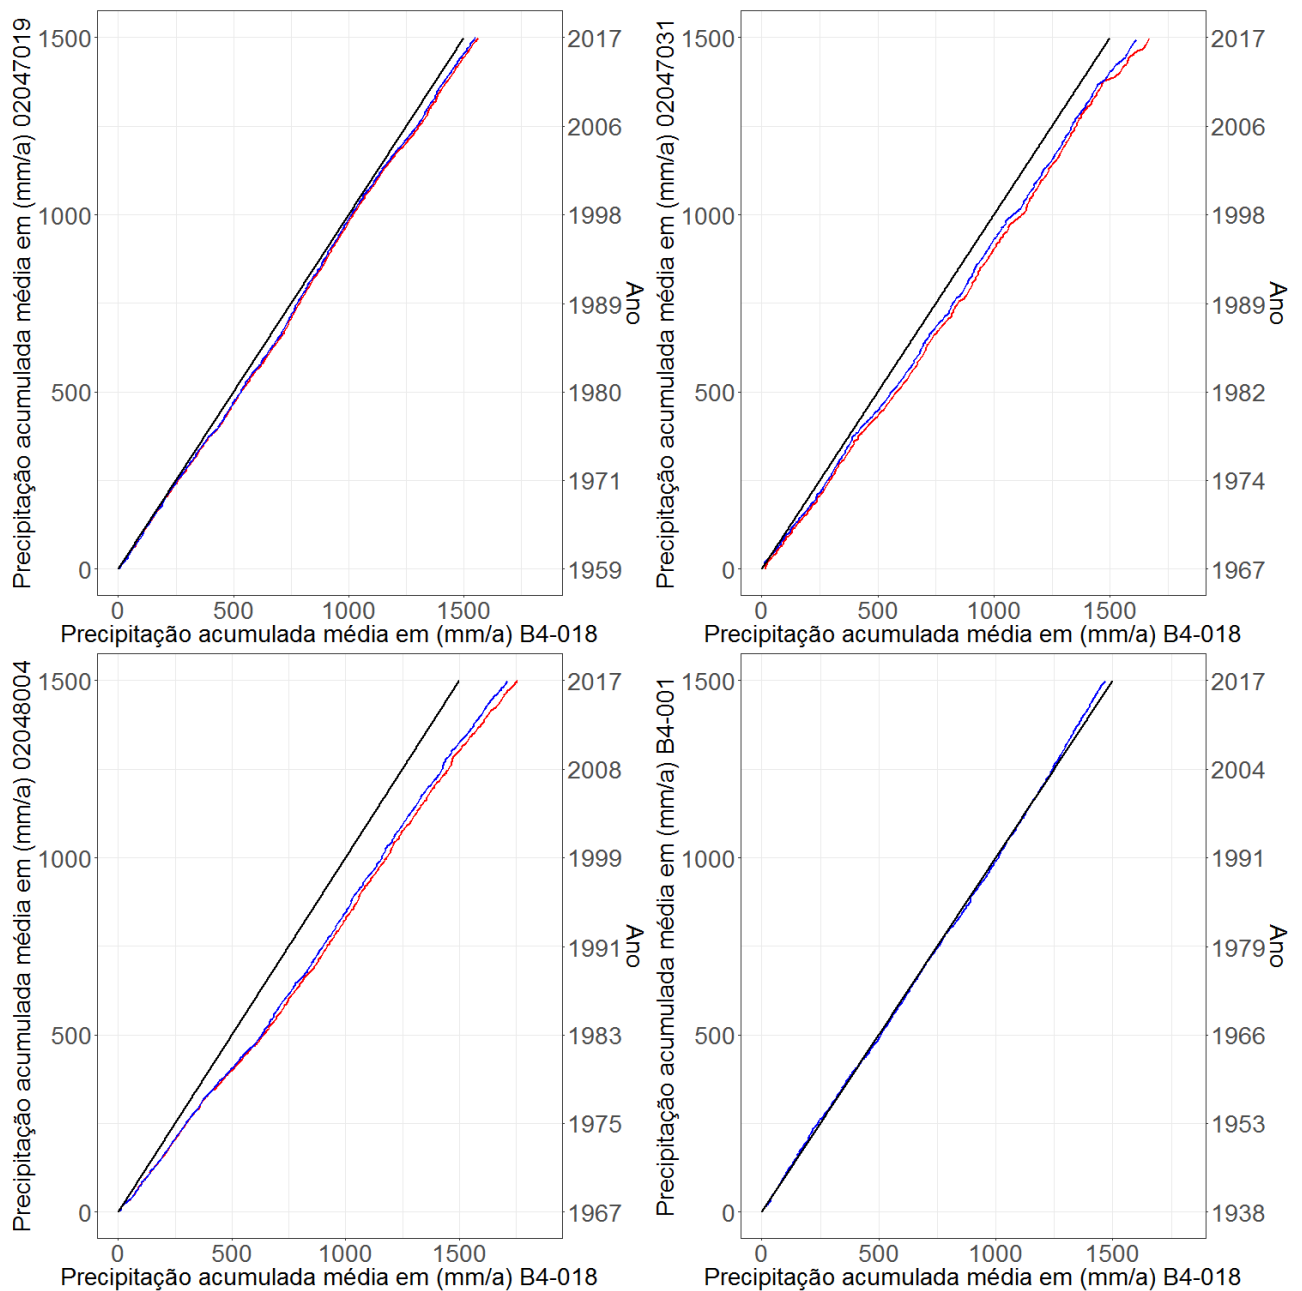 Precipitação acumulada média em (mm/a) 02047019
1500
1000
500
0
2017
2006
1998
1989
1980
1971
1959
Ano
0 500 1000 1500
Precipitação acumulada média em (mm/a) B4-018
Precipitação acumulada média em (mm/a) 02047031
1500
1000
500
0
2017
2006
1998
1989
1982
1974
1967
Ano
0 500 1000 1500
Precipitação acumulada média em (mm/a) B4-018
Precipitação acumulada média em (mm/a) 02048004
1500
1000
500
0
2017
2008
1999
1991
1983
1975
1967
Ano
0 500 1000 1500
Precipitação acumulada média em (mm/a) B4-018
Precipitação acumulada média em (mm/a) B4-001
1500
1000
500
0
2017
2004
1991
1979
1966
1953
1938
Ano
0 500 1000 1500
Precipitação acumulada média em (mm/a) B4-018